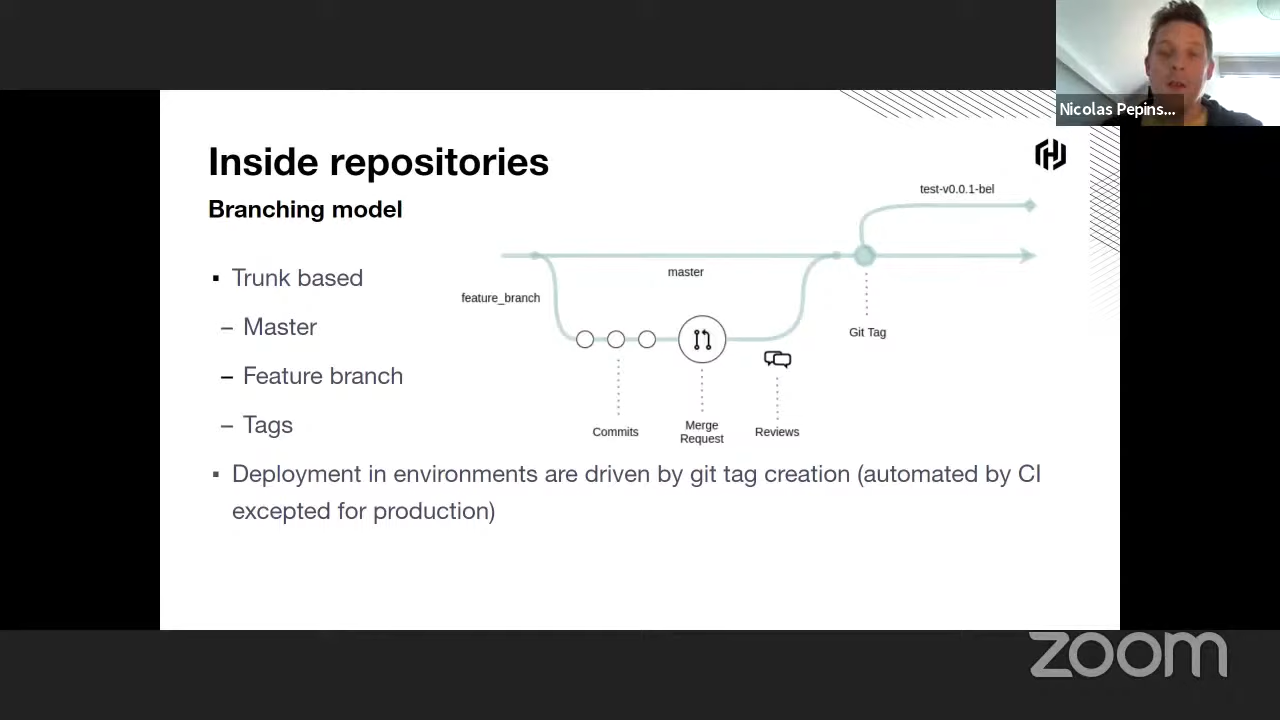 Nicolas Pepins...
Inside repositories
Branching model
▪ Trunk based
– Master
– Feature branch
– Tags
▪ Deployment in environments are driven by git tag creation (automated by CI
excepted for production)
test-v0.0.1-bel
master
feature_branch
Git Tag
Commits
Merge
Request
Reviews
zoom